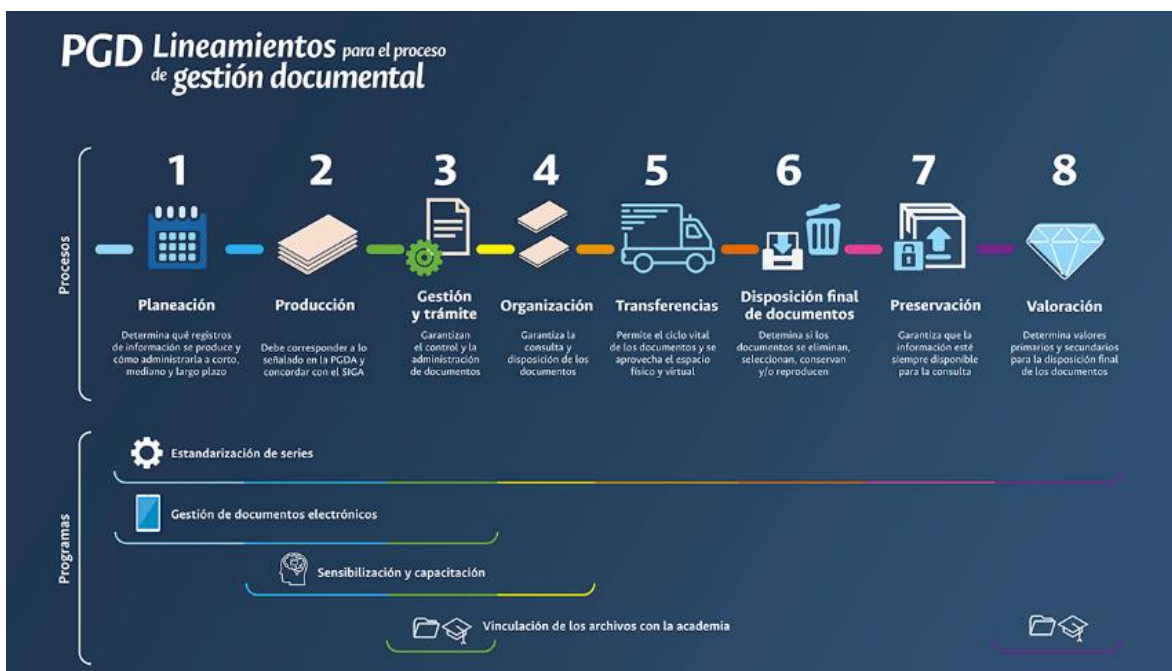 PGD Lineamientos para el proceso
de gestión documental
Procesos
1
Planeación
Determina qué registros
de información se produce y
cómo administrarla a corto,
mediano y largo plazo
2
Producción
Debe corresponder a lo
señalado en la PGDA y
concordar con el SIGA
3
Gestión
y trámite
Garantizan
el control y la
administración
de documentos
4
Organización
Garantiza la
consulta y
disposición de los
documentos
5
Transferencias
Permite el ciclo vital
de los documentos y se
aprovecha el espacio
físico y virtual
6
Disposición final
de documentos
Detemina si los
documentos se eliminan,
seleccionan, conservan
y/o reproducen
7
Preservación
Garantiza que la
información esté
siempre disponible
para la consulta
8
Valoración
Determina valores
primarios y secundarios
para la disposición final
de los documentos
Programas
Estandarización de series
Gestión de documentos electrónicos
Sensibilización y capacitación
Vinculación de los archivos con la academia